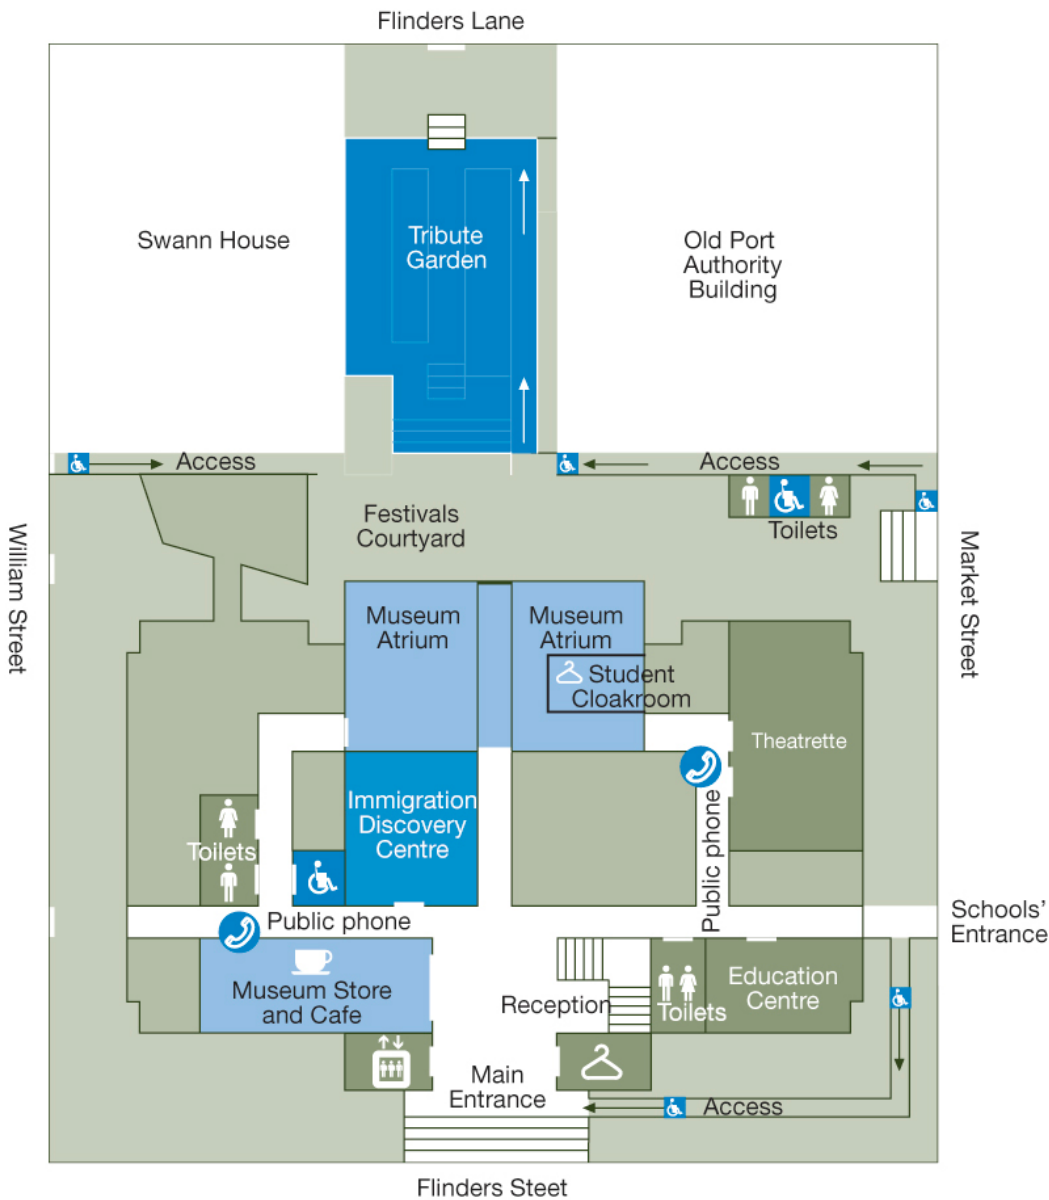 Flinders Lane
Swann House
Tribute
Garden
Old Port
Authority
Building
Access
Access
Festivals
Courtyard
Toilets
William Street
Market Street
Museum
Atrium
Museum
Atrium
Student
Cloakroom
Theatrette
Immigration
Discovery
Centre
Toilets
Public phone
Public phone
Schools’
Entrance
Museum Store
and Cafe
Reception
Toilets
Education
Centre
Main
Entrance
Access
Flinders Steet